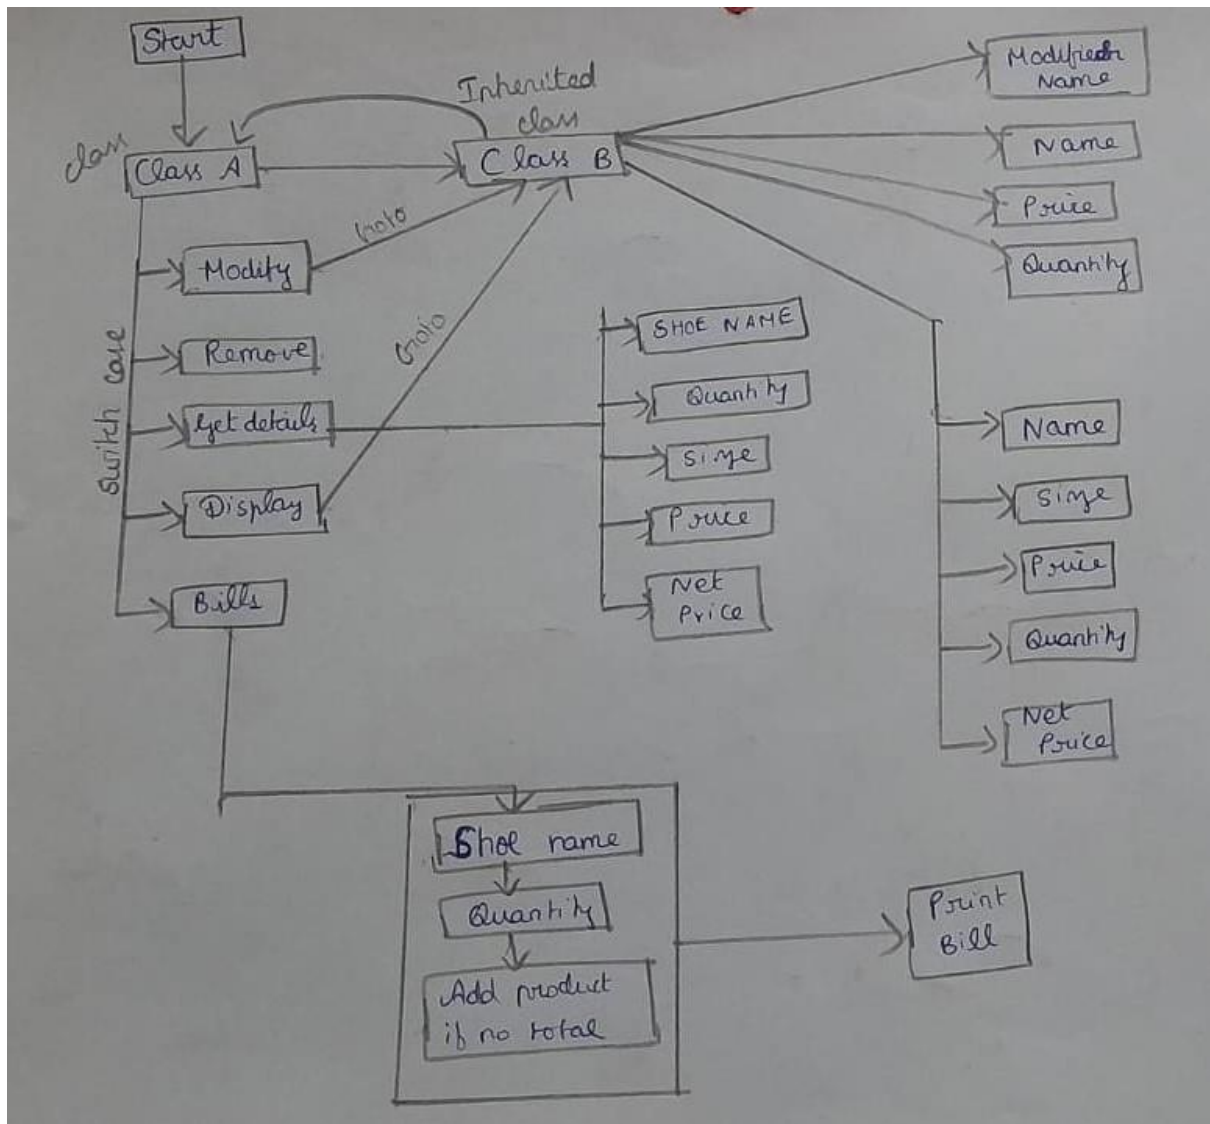 Start
Inherited
class
class
Class A
Class B
Modified
Name
Name
Price
Quantity
Goto
Modify
Switch case
Remove
Get details
Goto
Display
Bills
SHOE NAME
Quantity
Size
Price
Net
Price
Name
Size
Price
Quantity
Net
Price
Shoe name
Quantity
Add product
if no total
Print
Bill